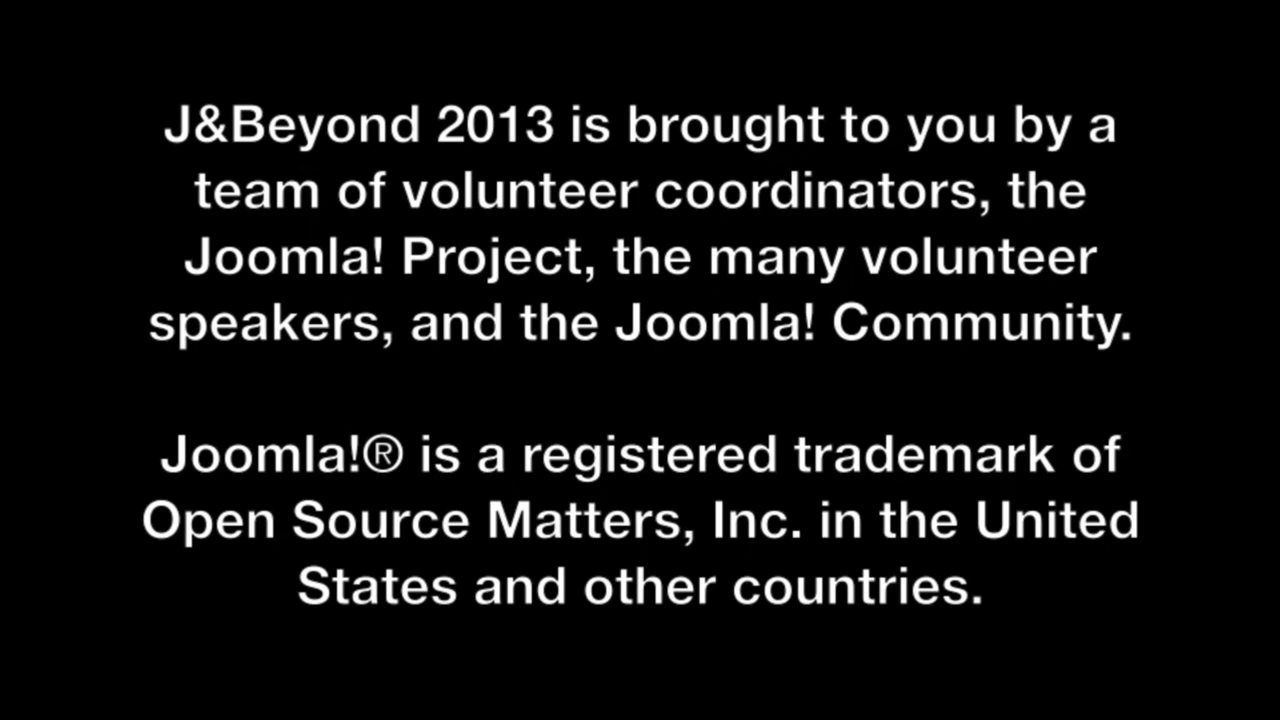 J&Beyond 2013 is brought to you by a
team of volunteer coordinators, the
Joomla! Project, the many volunteer
speakers, and the Joomla! Community.
Joomla!® is a registered trademark of
Open Source Matters, Inc. in the United
States and other countries.